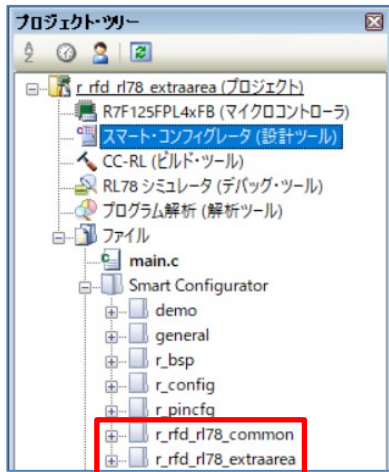 プロジェクト・ツリー
r_rfd_rl78_extraarea (プロジェクト)
R7F125FPL4xFB (マイクロコントローラ)
スマート・コンフィグレータ (設計ツール)
CC-RL (ビルド・ツール)
RL78 シミュレータ (デバッグ・ツール)
プログラム解析 (解析ツール)
ファイル
main.c
Smart Configurator
demo
general
r_bsp
r_config
r_pincfg
r_rfd_rl78_common
r_rfd_rl78_extraarea